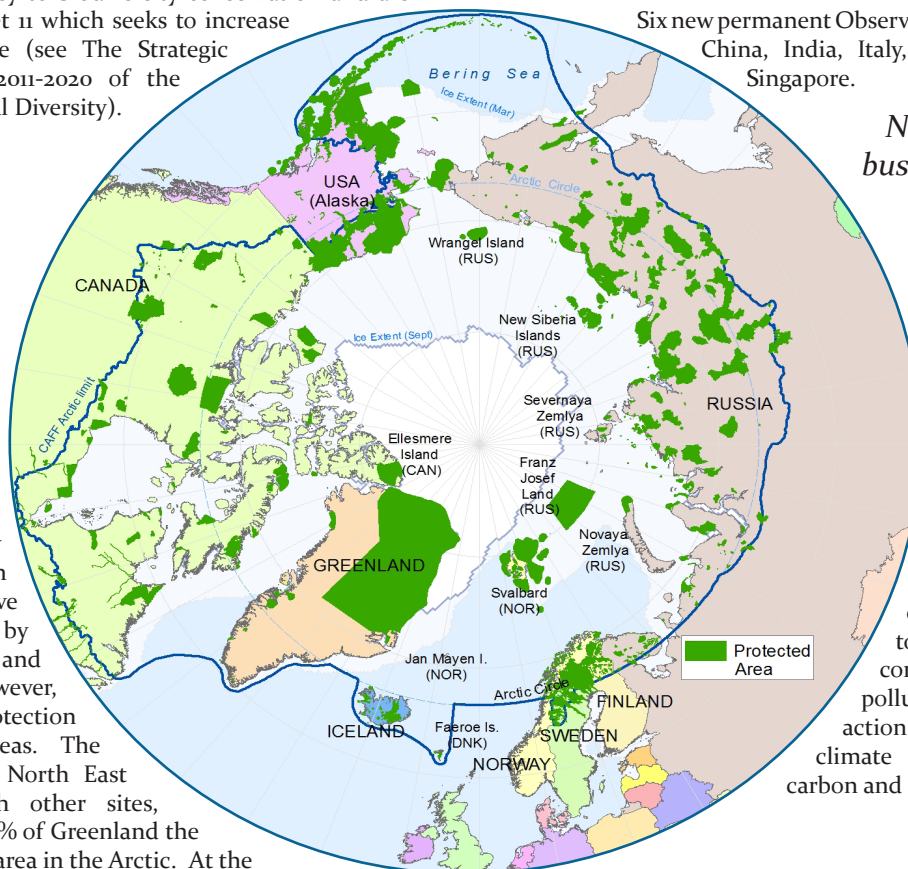 et 11 which seeks to increase
e (see The Strategic
2011-2020 of the
al Diversity).
Six new permanent Observ
China, India, Italy,
Singapore.
N
bus
Bering Sea
Ice Extent (Mar)
USA
(Alaska)
Arctic Circle
Wrangel Island
(RUS)
CANADA
New Siberia
Islands
(RUS)
Ice Extent (Sept)
CAFF Arctic limit
Severnaya
Zemlya
(RUS)
RUSSIA
Ellesmere
Island
(CAN)
Franz
Josef
Land
(RUS)
Novaya
Zemlya
(RUS)
GREENLAND
Svalbard
(NOR)
Jan Mayen I.
(NOR)
Protected
Area
Arctic Circle
FINLAND
ICELAND
Faeroe Is.
(DNK)
SWEDEN
NORWAY
n
ve
by
and
wever,
otection
eas. The
North East
h other sites,
% of Greenland the
area in the Arctic. At the
to
con
pollu
action
climate
carbon and